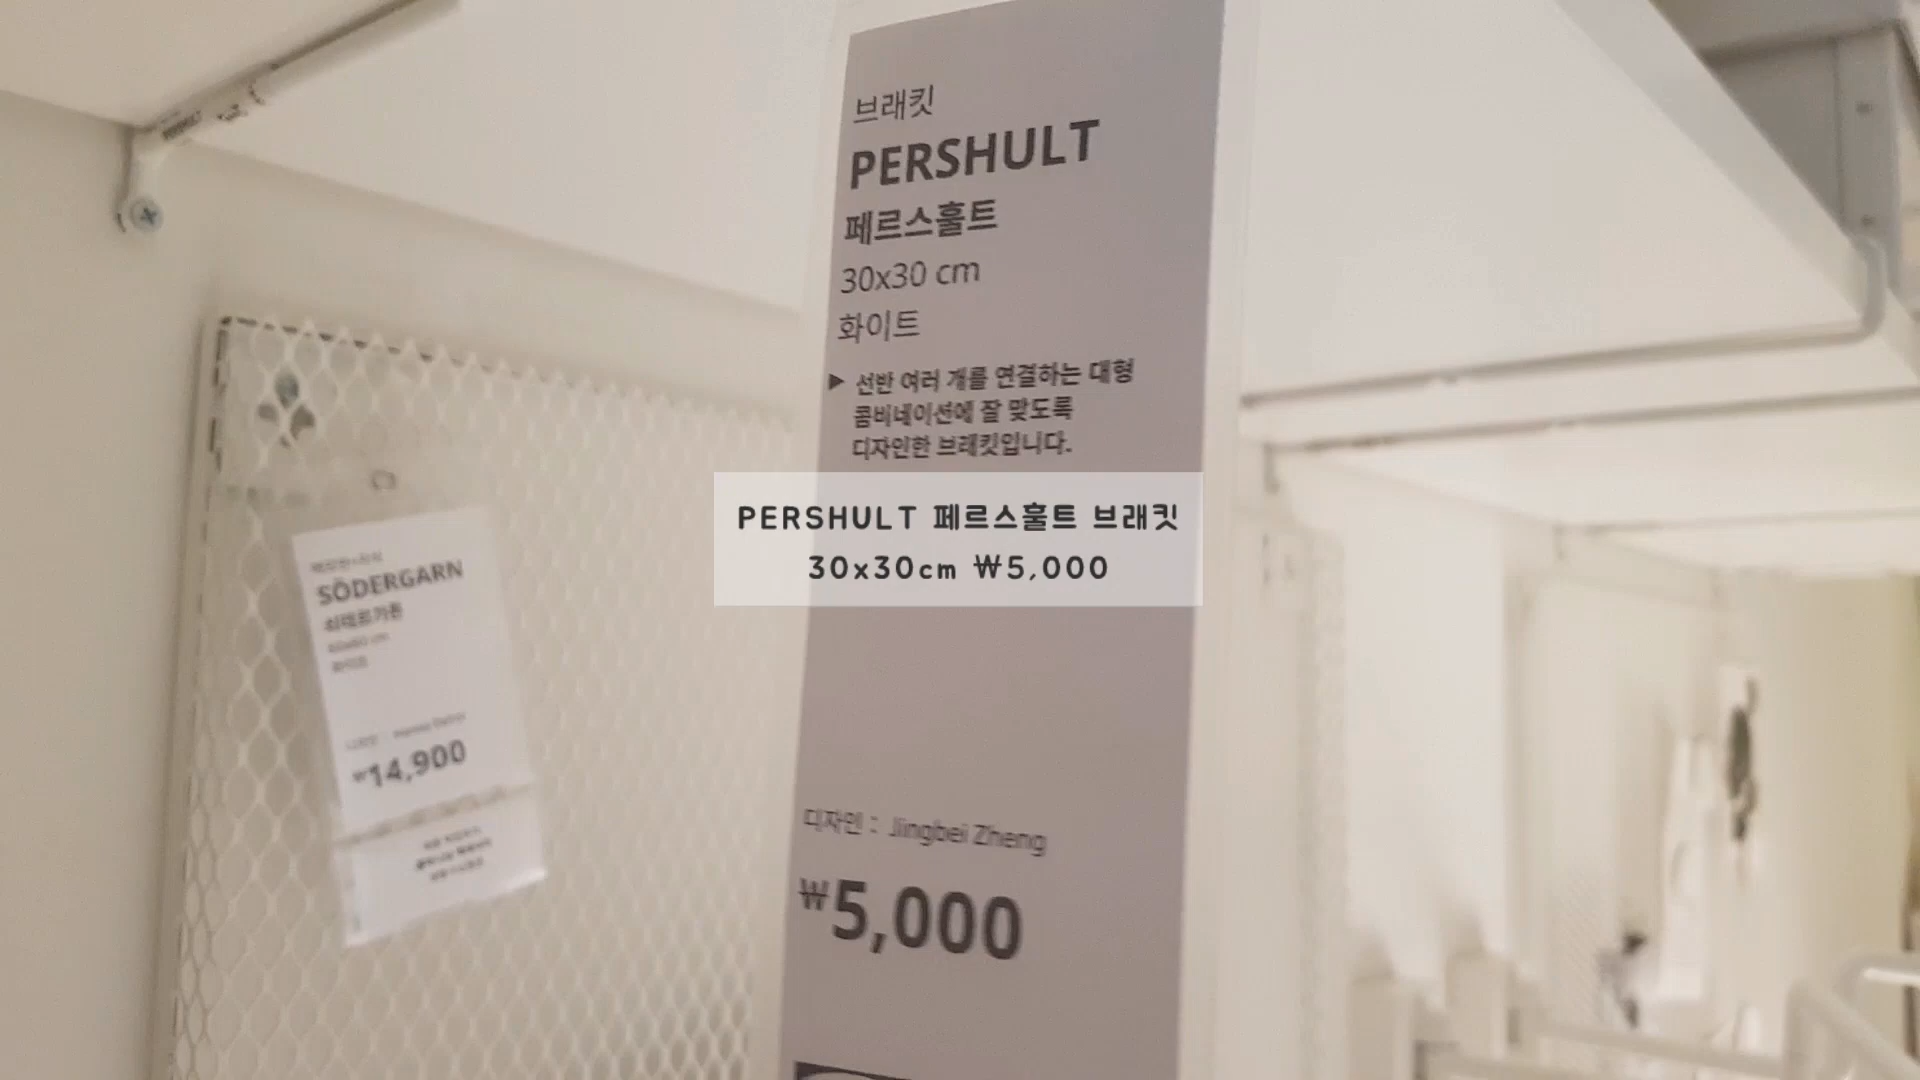 브래킷
PERSHULT
페르스훌트
30x30 cm
화이트
▶ 선반 여러 개를 연결하는 대형
콤비네이션에 잘 맞도록
디자인한 브래킷입니다.
PERSHULT 페르스훌트 브래킷
30x30cm ₩5,000
디자인 : Jingbei Zheng
₩5,000
SÖDERGARN
₩14,900